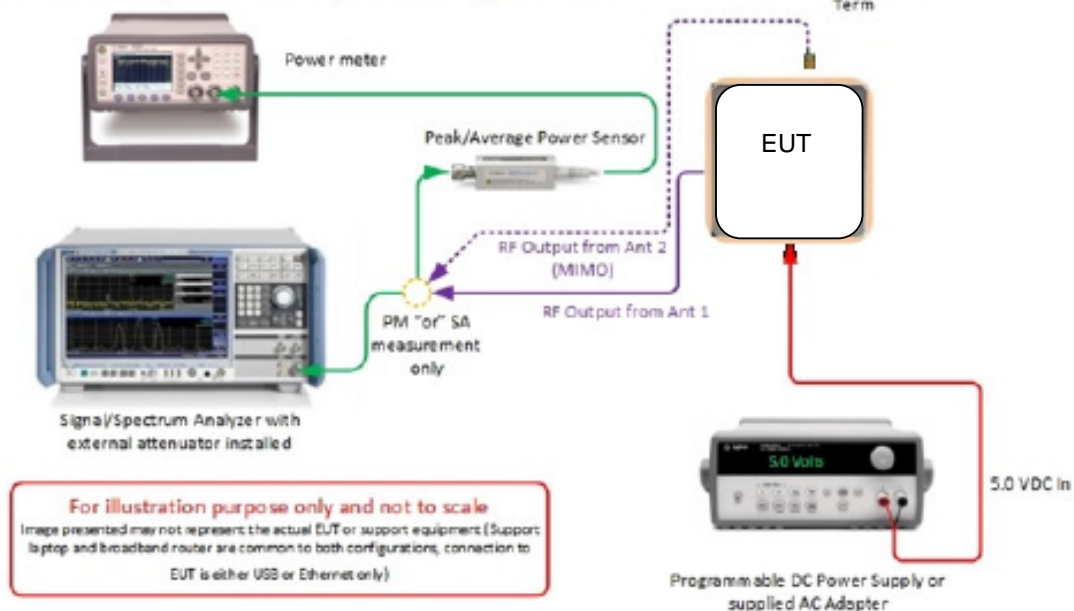 Term
Power meter
EUT
Peak/Average Power Sensor
RF Output from Ant 2
(MIMO)
RF Output from Ant 1
PM "or" SA
measurement
only
Signal/Spectrum Analyzer with
external attenuator installed
5.0 Volts
5.0 VDC In
For illustration purpose only and not to scale
Image presented may not represent the actual EUT or support equipment (Support
laptop and broadband router are common to both configurations, connection to
EUT is either USB or Ethernet only)
Programmable DC Power Supply or
supplied AC Adapter